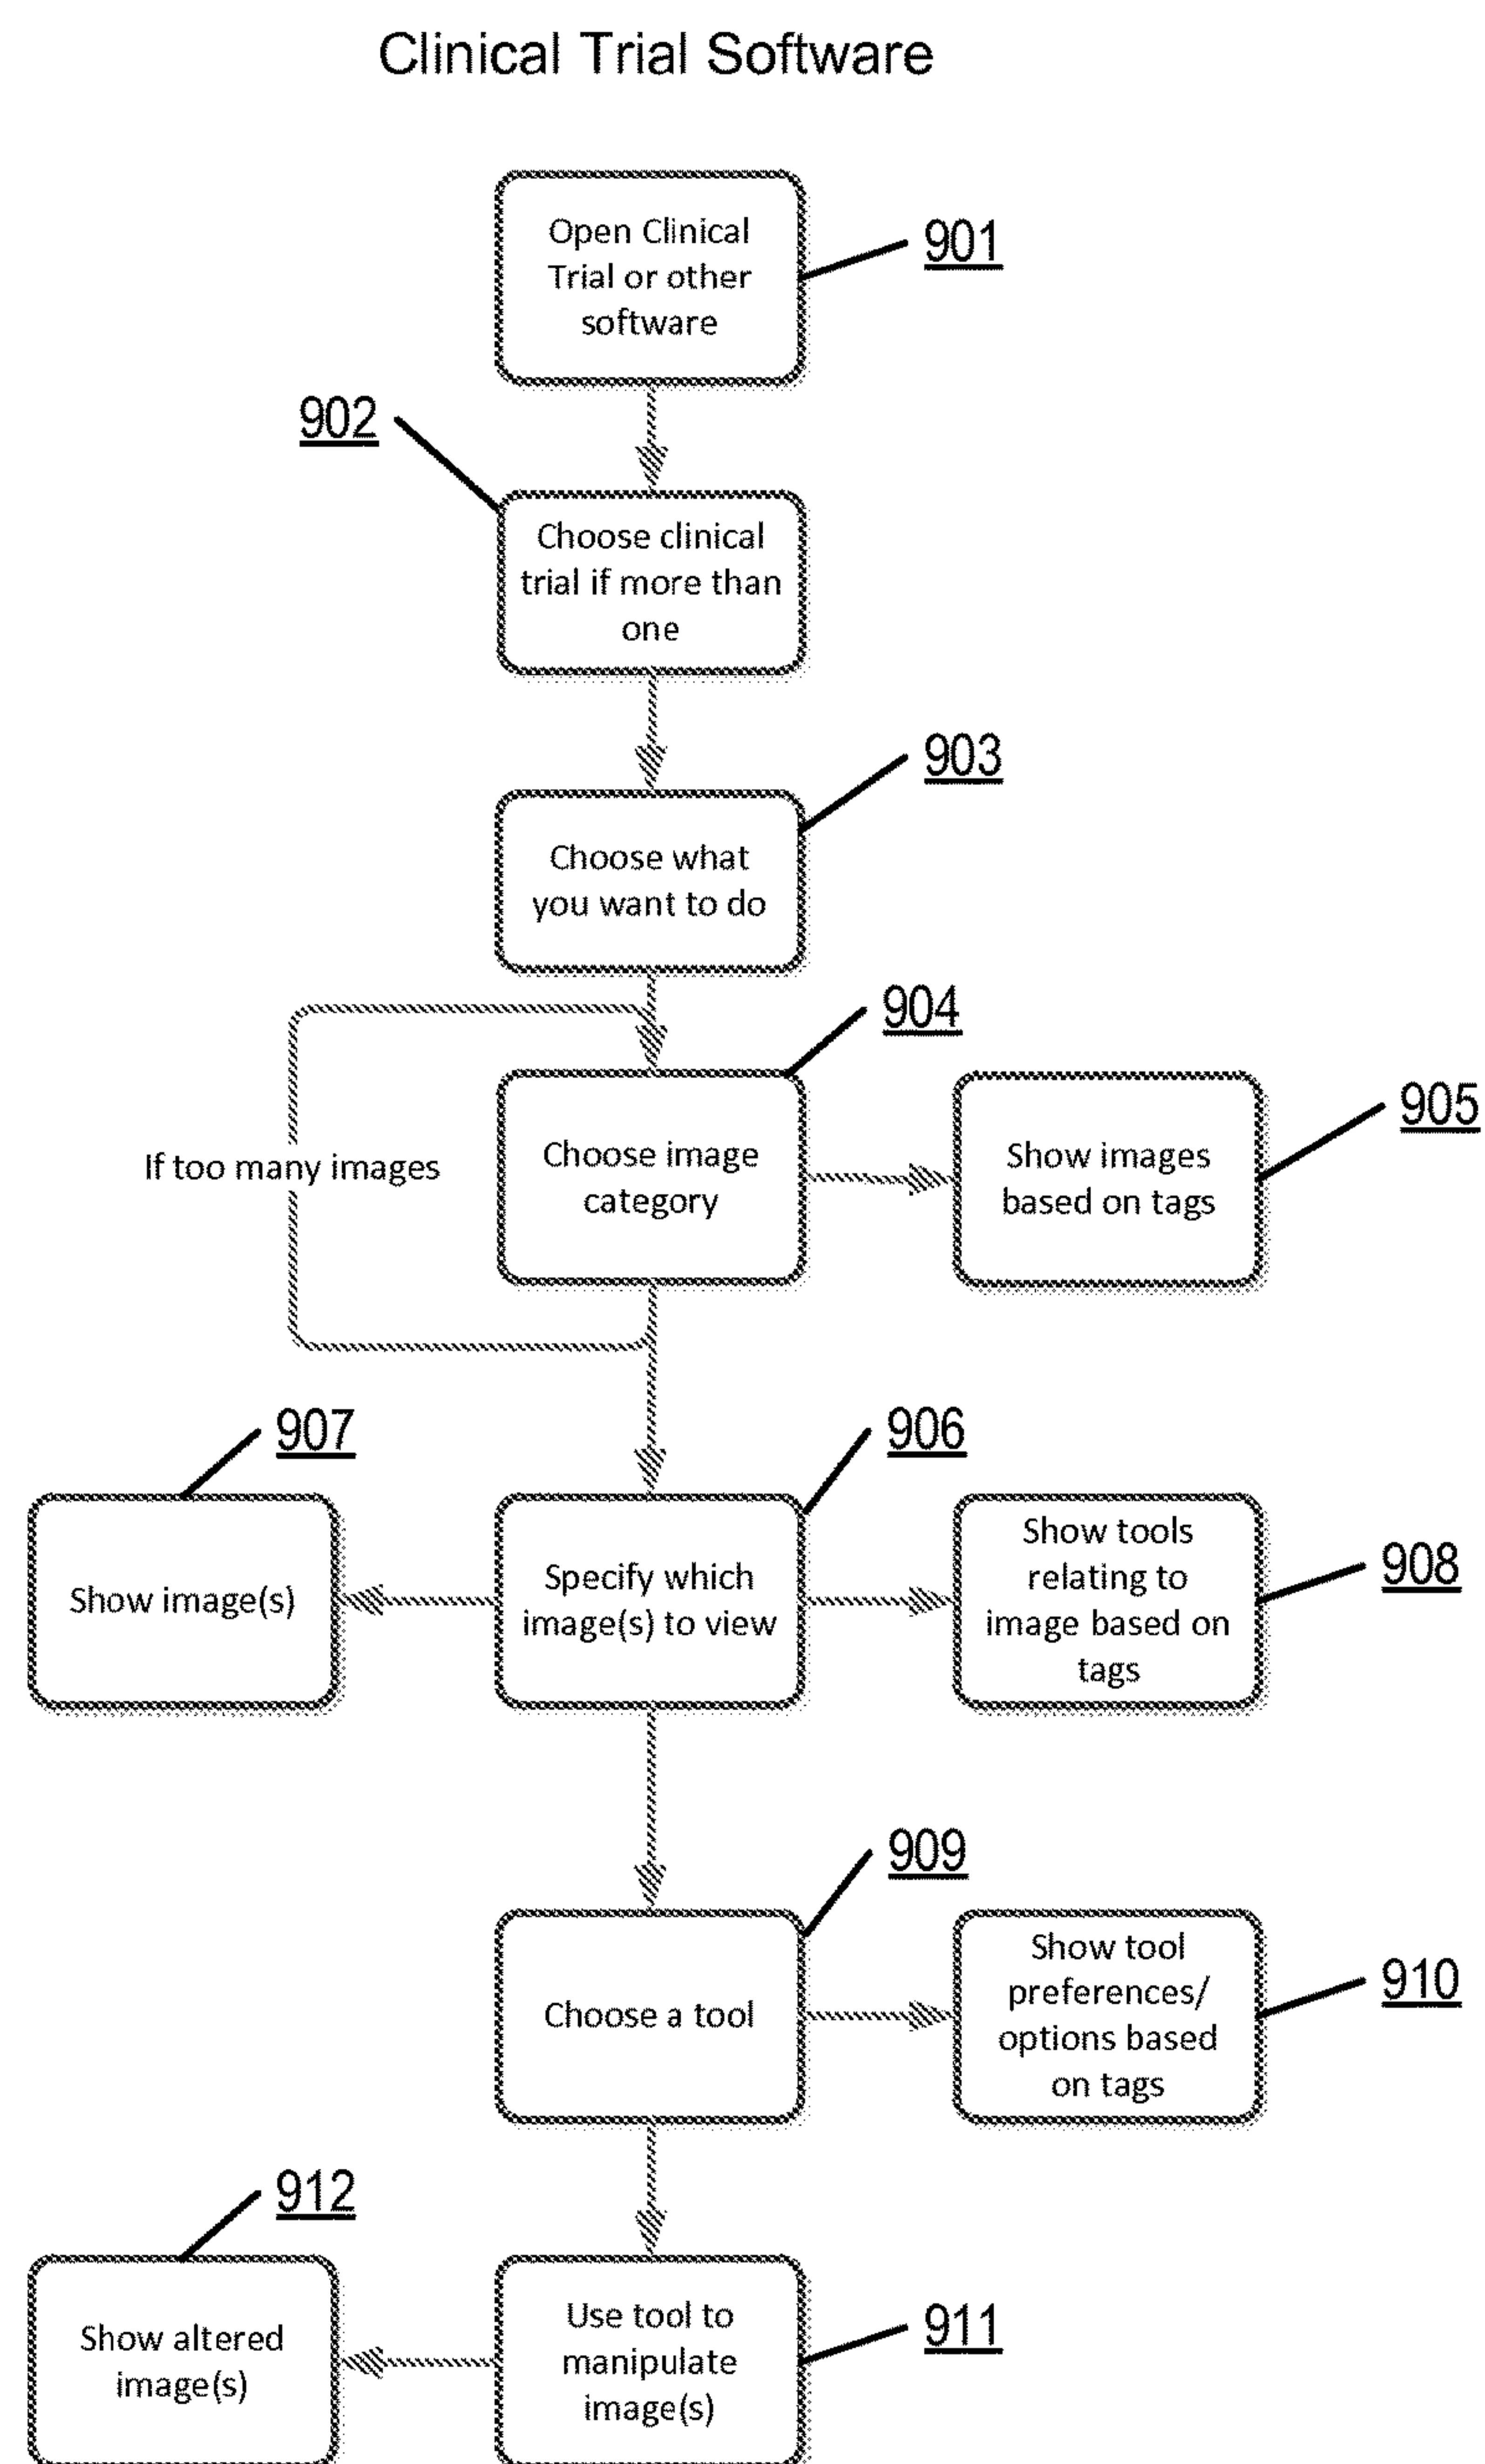 Clinical Trial Software
Open Clinical
Trial or other
software
901
902
Choose clinical
trial if more than
one
903
Choose what
you want to do
904
905
If too many images
Choose image
category
Show images
based on tags
907
906
908
Show image(s)
Specify which
image(s) to view
Show tools
relating to
image based on
tags
909
910
Choose a tool
Show tool
preferences/
options based
on tags
912
911
Show altered
image(s)
Use tool to
manipulate
image(s)